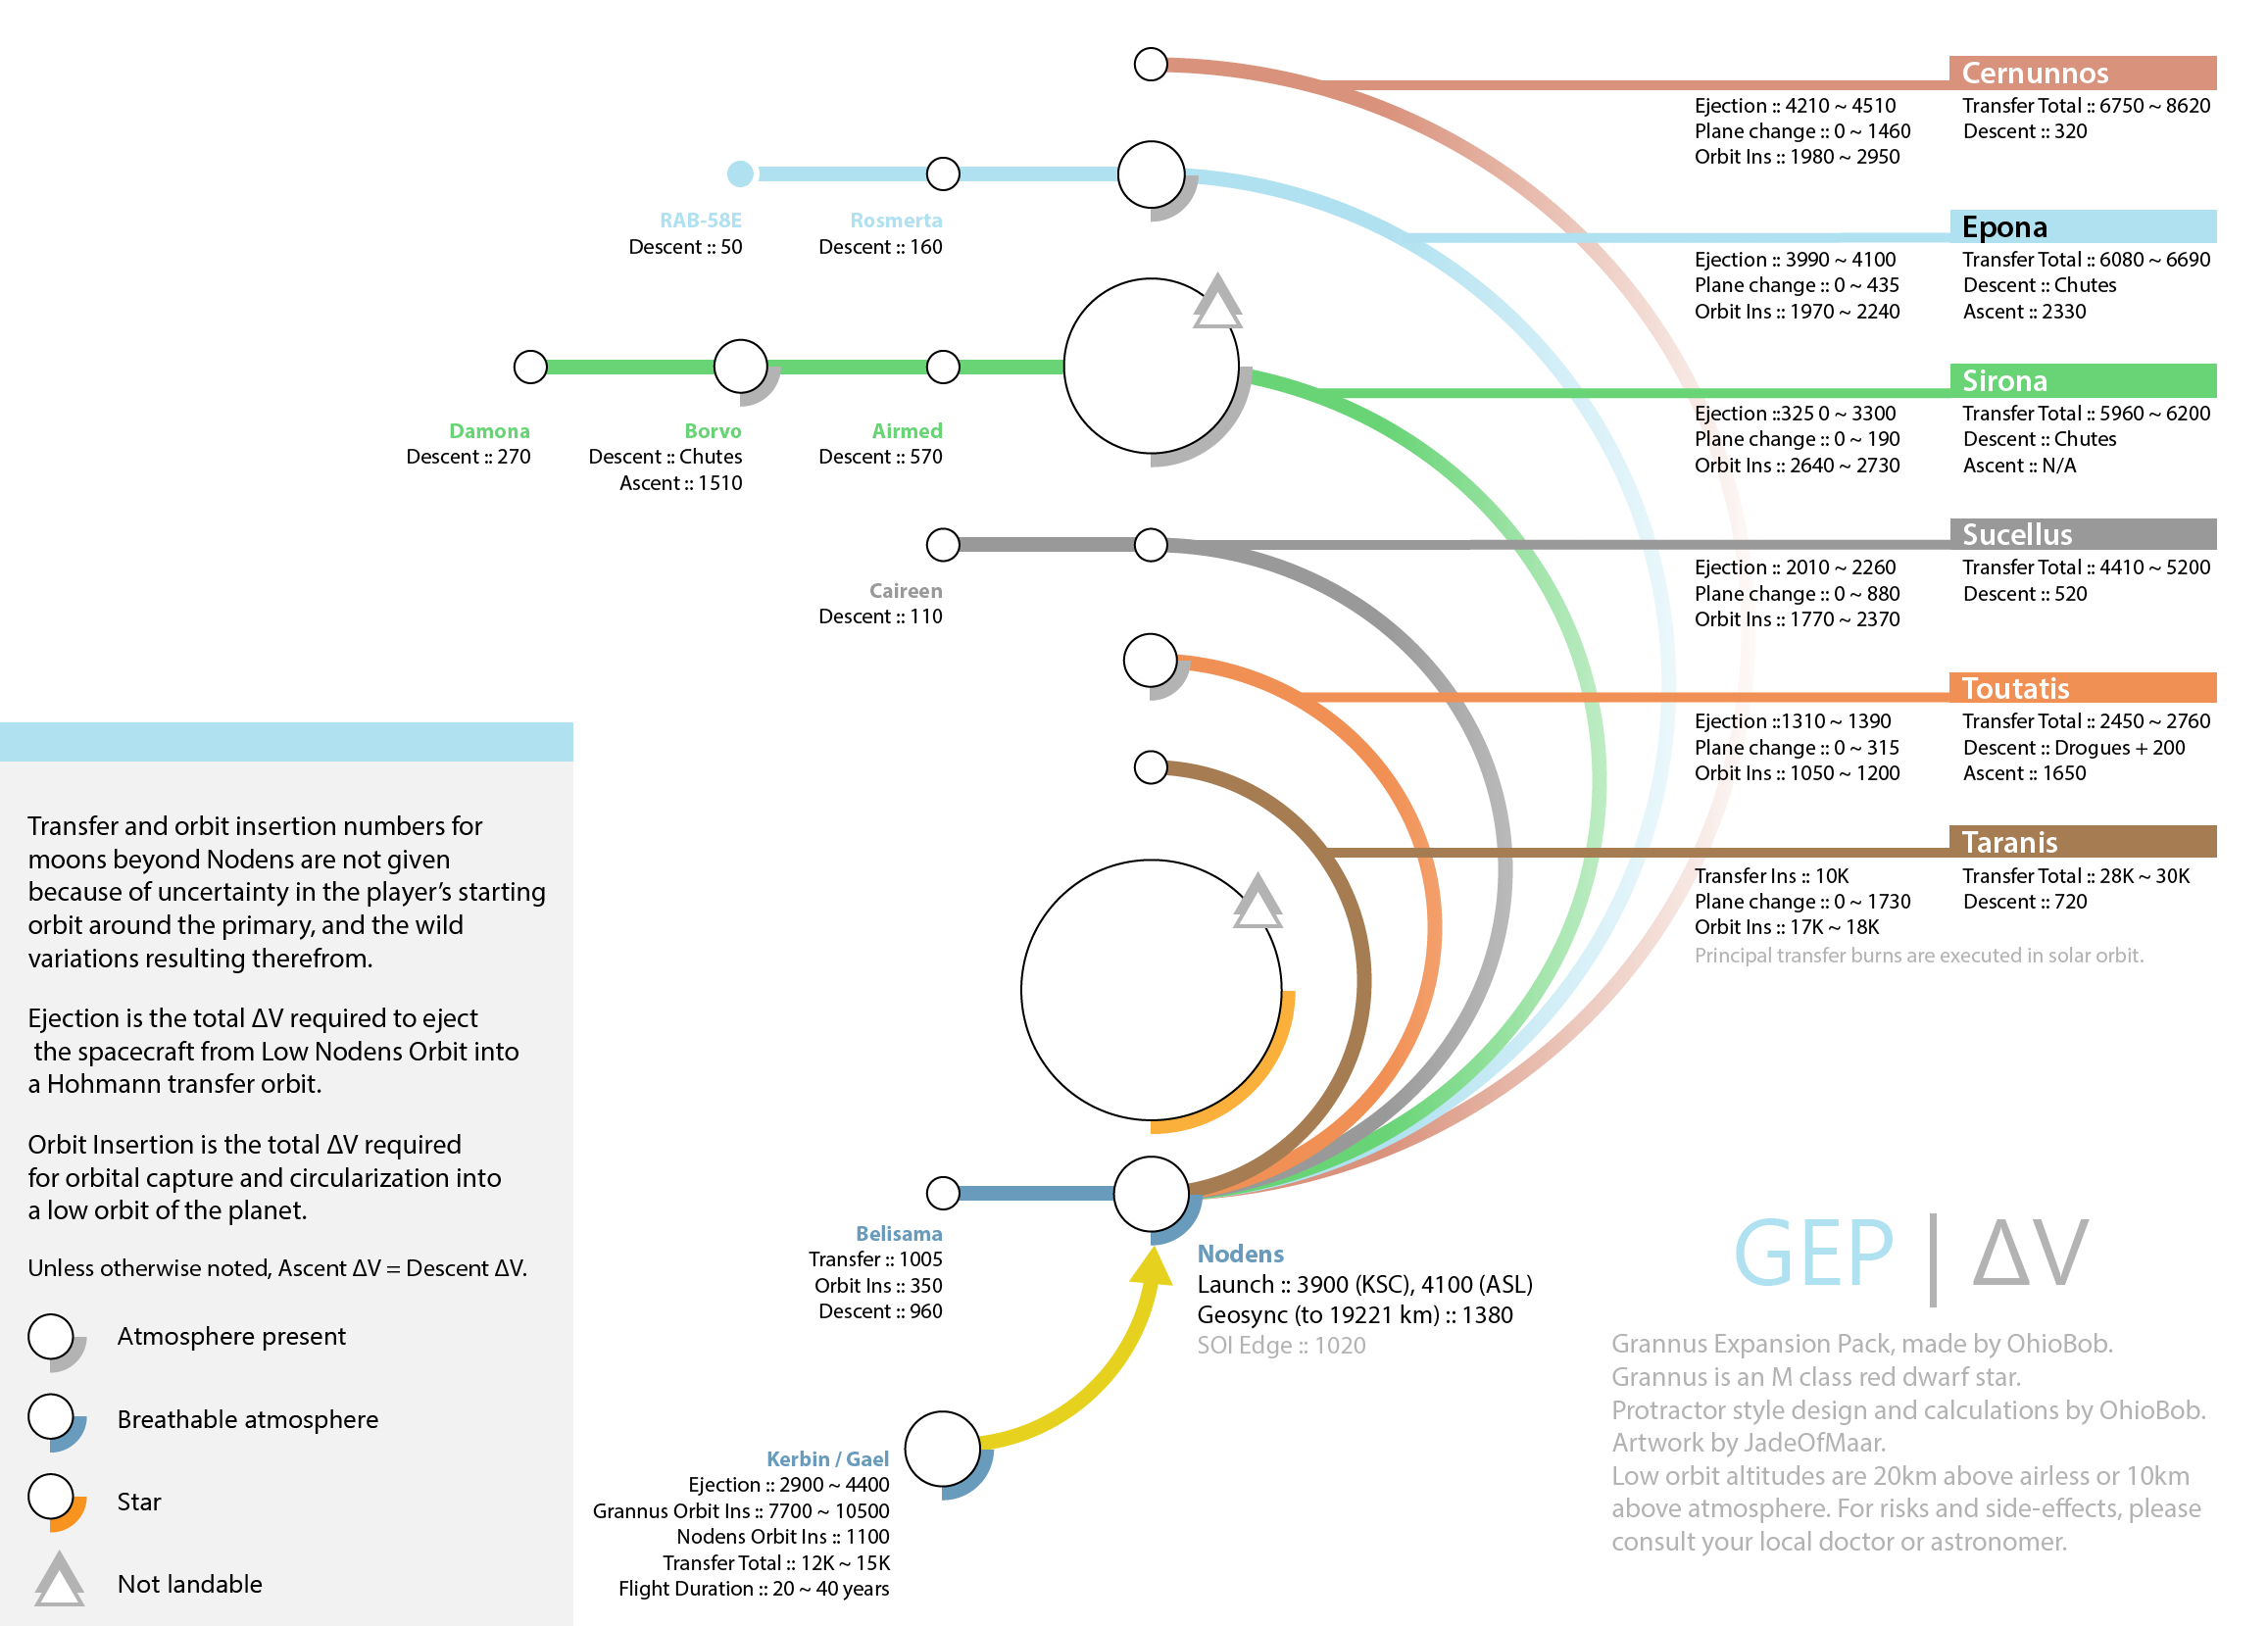 Cernunnos
Ejection :: 4210 ~ 4510
Plane change :: 0 ~ 1460
Orbit Ins :: 1980 ~ 2950
Transfer Total :: 6750 ~ 8620
Descent :: 320
RAB-58E
Descent :: 50
Rosmerta
Descent :: 160
Epona
Ejection :: 3990 ~ 4100
Plane change :: 0 ~ 435
Orbit Ins :: 1970 ~ 2240
Transfer Total :: 6080 ~ 6690
Descent :: Chutes
Ascent :: 2330
Damona
Descent :: 270
Borvo
Descent :: Chutes
Ascent :: 1510
Airmed
Descent :: 570
Sirona
Ejection ::325 0 ~ 3300
Plane change :: 0 ~ 190
Orbit Ins :: 2640 ~ 2730
Transfer Total :: 5960 ~ 6200
Descent :: Chutes
Ascent :: N/A
Caireen
Descent :: 110
Sucellus
Ejection :: 2010 ~ 2260
Plane change :: 0 ~ 880
Orbit Ins :: 1770 ~ 2370
Transfer Total :: 4410 ~ 5200
Descent :: 520
Toutatis
Ejection ::1310 ~ 1390
Plane change :: 0 ~ 315
Orbit Ins :: 1050 ~ 1200
Transfer Total :: 2450 ~ 2760
Descent :: Drogues + 200
Ascent :: 1650
Taranis
Transfer Ins :: 10K
Plane change :: 0 ~ 1730
Orbit Ins :: 17K ~ 18K
Transfer Total :: 28K ~ 30K
Descent :: 720
Principal transfer burns are executed in solar orbit.
Transfer and orbit insertion numbers for
moons beyond Nodens are not given
because of uncertainty in the player's starting
orbit around the primary, and the wild
variations resulting therefrom.
Ejection is the total ΔV required to eject
the spacecraft from Low Nodens Orbit into
a Hohmann transfer orbit.
Orbit Insertion is the total ΔV required
for orbital capture and circularization into
a low orbit of the planet.
Unless otherwise noted, Ascent ΔV = Descent ΔV.
Atmosphere present
Breathable atmosphere
Star
Not landable
Belisama
Transfer :: 1005
Orbit Ins :: 350
Descent :: 960
Nodens
Launch :: 3900 (KSC), 4100 (ASL)
Geosync (to 19221 km) :: 1380
SOI Edge :: 1020
Kerbin / Gael
Ejection :: 2900 ~ 4400
Grannus Orbit Ins :: 7700 ~ 10500
Nodens Orbit Ins :: 1100
Transfer Total :: 12K ~ 15K
Flight Duration :: 20 ~ 40 years
GEP | ΔV
Grannus Expansion Pack, made by OhioBob.
Grannus is an M class red dwarf star.
Protractor style design and calculations by OhioBob.
Artwork by JadeOfMaar.
Low orbit altitudes are 20km above airless or 10km
above atmosphere. For risks and side-effects, please
consult your local doctor or astronomer.